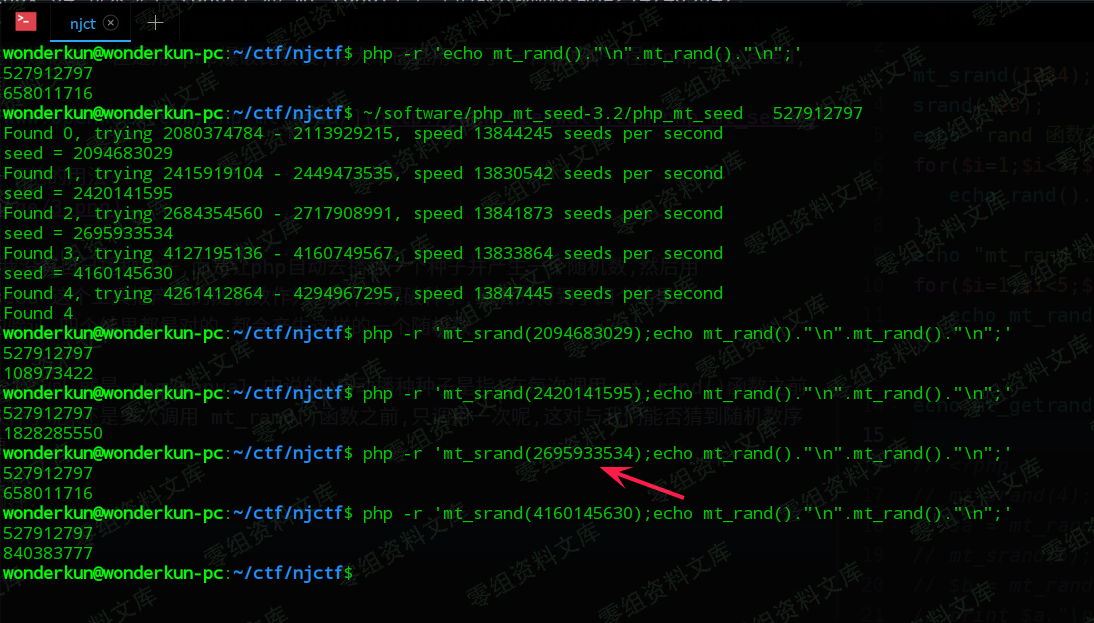 njct
wonderkun@wonderkun-pc:~/ctf/njctf$ php -r 'echo mt_rand()."\n".mt_rand()."\n";'
527912797
658011716
wonderkun@wonderkun-pc:~/ctf/njctf$ ~/software/php_mt_seed-3.2/php_mt_seed 527912797
Found 0, trying 2080374784 - 2113929215, speed 13844245 seeds per second
seed = 2094683029
Found 1, trying 2415919104 - 2449473535, speed 13830542 seeds per second
seed = 2420141595
Found 2, trying 2684354560 - 2717908991, speed 13841873 seeds per second
seed = 2695933534
Found 3, trying 4127195136 - 4160749567, speed 13833864 seeds per second
seed = 4160145630
Found 4, trying 4261412864 - 4294967295, speed 13847445 seeds per second
Found 4
wonderkun@wonderkun-pc:~/ctf/njctf$ php -r 'mt_srand(2094683029);echo mt_rand()."\n".mt_rand()."\n";'
527912797
108973422
wonderkun@wonderkun-pc:~/ctf/njctf$ php -r 'mt_srand(2420141595);echo mt_rand()."\n".mt_rand()."\n";'
527912797
1828285550
wonderkun@wonderkun-pc:~/ctf/njctf$ php -r 'mt_srand(2695933534);echo mt_rand()."\n".mt_rand()."\n";'
527912797
658011716
wonderkun@wonderkun-pc:~/ctf/njctf$ php -r 'mt_srand(4160145630);echo mt_rand()."\n".mt_rand()."\n";'
527912797
840383777
wonderkun@wonderkun-pc:~/ctf/njctf$
零组资料文库